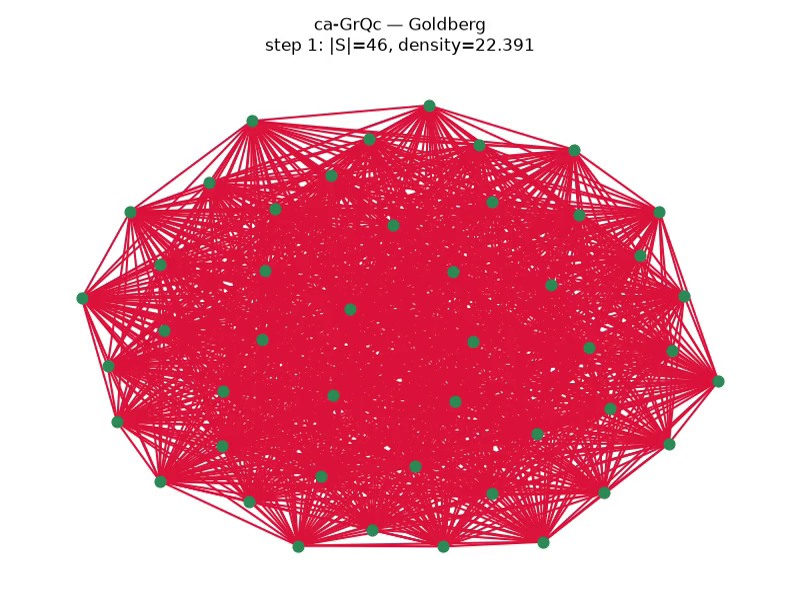 ca-GrQc — Goldberg
step 1: |S|=46, density=22.391